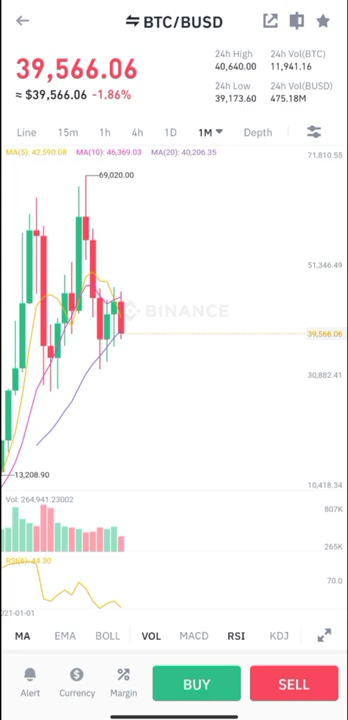 BTC/BUSD
39,566.06
≈ $39,566.06 -1.86%
24h High
40,640.00
24h Vol(BTC)
11,941.16
24h Low
39,173.60
24h Vol(BUSD)
475.18M
Line 15m 1h 4h 1D 1M Depth
MA(5): 42,590.08 MA(10): 46,369.03 MA(20): 40,206.35
71,810.55
69,020.00
51,346.49
BINANCE
39,566.06
30,882.41
13,208.90
10,418.34
Vol: 264,941.23002
807K
265K
RSI(6): 44.30
70.0
021-01-01
MA EMA BOLL VOL MACD RSI KDJ
Alert Currency Margin BUY SELL